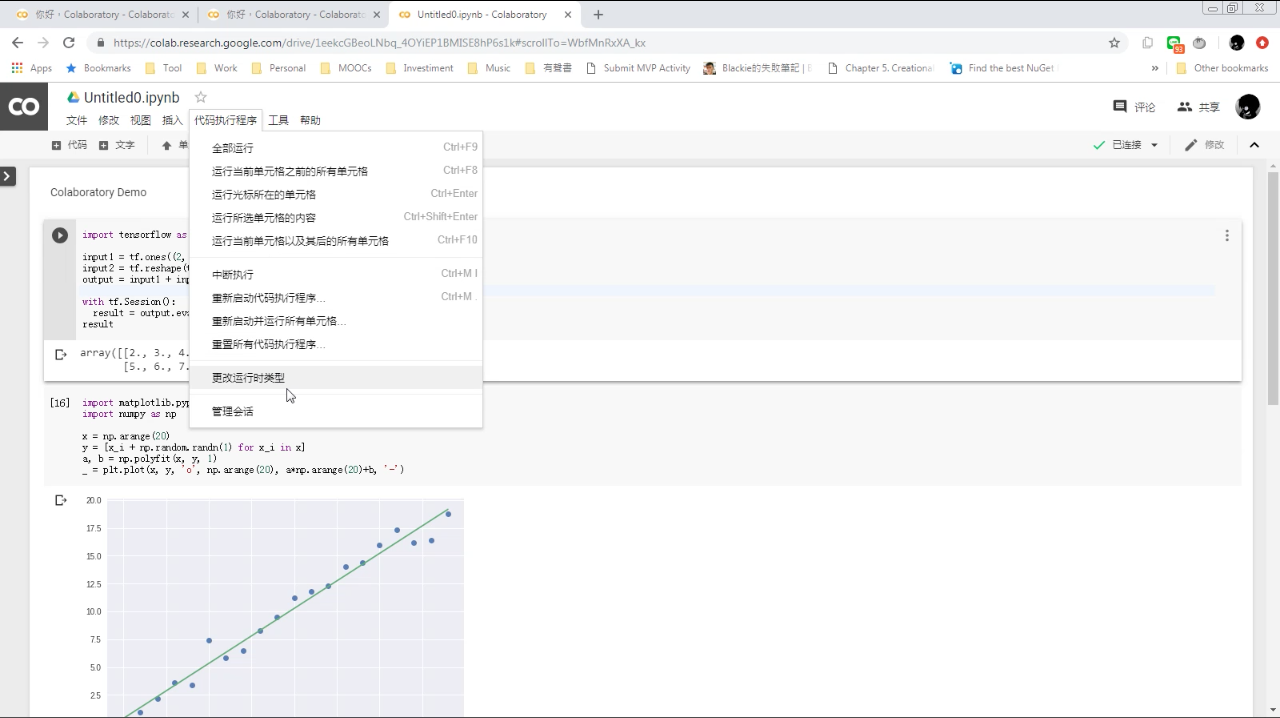 你好，Colaboratory - Colaborato
你好，Colaboratory - Colaborato
Untitled0.ipynb - Colaboratory
https://colab.research.google.com/drive/1eekcGBeoLNbq_4OYiEP1BMISE8hP6s1k#scrollTo=WbfMnRxXA_kx
93
Apps Bookmarks Tool Work Personal MOOCs Investiment Music 有聲書 Submit MVP Activity Blackie的失敗筆記 | Chapter 5. Creational Find the best NuGet » Other bookmarks
CO
Untitled0.ipynb
评论 共享
文件 修改 视图 插入 代码执行程序 工具 帮助
代码 文字 单
已连接 修改
全部运行 Ctrl+F9
运行当前单元格之前的所有单元格 Ctrl+F8
运行光标所在的单元格 Ctrl+Enter
运行所选单元格的内容 Ctrl+Shift+Enter
运行当前单元格以及其后的所有单元格 Ctrl+F10
中断执行 Ctrl+M I
重新启动代码执行程序... Ctrl+M .
重新启动并运行所有单元格...
重置所有代码执行程序...
更改运行时类型
管理会话
Colaboratory Demo
import tensorflow as
input1 = tf.ones((2,
input2 = tf.reshape(
output = input1 + inp
with tf.Session():
result = output.eva
result
array([[2., 3., 4.
[5., 6., 7.
[16] import matplotlib.pyp
import numpy as np
x = np.arange(20)
y = [x_i + np.random.randn(1) for x_i in x]
a, b = np.polyfit(x, y, 1)
_ = plt.plot(x, y, 'o', np.arange(20), a*np.arange(20)+b, '-')
20.0
17.5
15.0
12.5
10.0
7.5
5.0
2.5